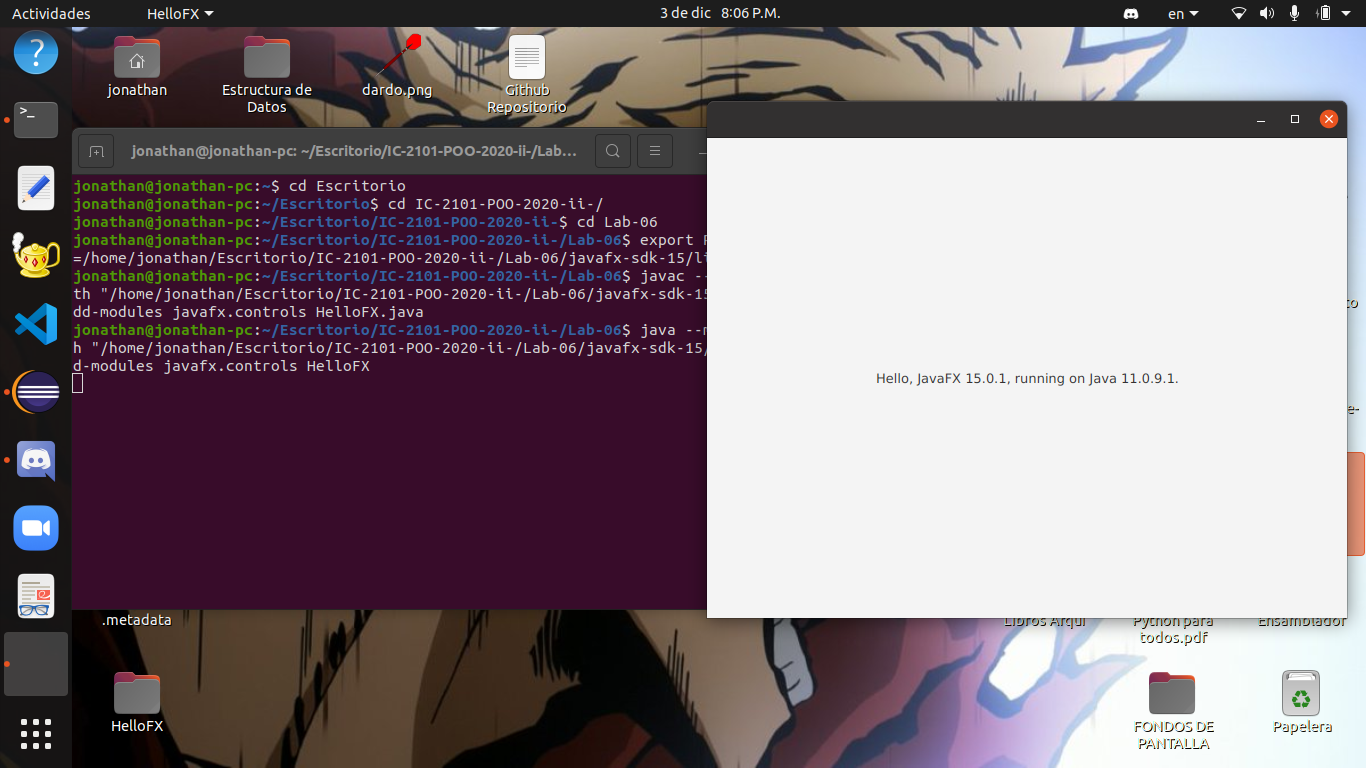 Actividades
HelloFX
3 de dic 8:06 P.M.
en
jonathan
Estructura de
Datos
dardo.png
Github
Repositorio
jonathan@jonathan-pc: ~/Escritorio/IC-2101-POO-2020-ii-/Lab...
jonathan@jonathan-pc:~$ cd Escritorio
jonathan@jonathan-pc:~/Escritorio$ cd IC-2101-POO-2020-ii-/
jonathan@jonathan-pc:~/Escritorio/IC-2101-POO-2020-ii-$ cd Lab-06
jonathan@jonathan-pc:~/Escritorio/IC-2101-POO-2020-ii-/Lab-06$ export
=/home/jonathan/Escritorio/IC-2101-POO-2020-ii-/Lab-06/javafx-sdk-15/li
jonathan@jonathan-pc:~/Escritorio/IC-2101-POO-2020-ii-/Lab-06$ javac --
th "/home/jonathan/Escritorio/IC-2101-POO-2020-ii-/Lab-06/javafx-sdk-15
dd-modules javafx.controls HelloFX.java
jonathan@jonathan-pc:~/Escritorio/IC-2101-POO-2020-ii-/Lab-06$ java --m
h "/home/jonathan/Escritorio/IC-2101-POO-2020-ii-/Lab-06/javafx-sdk-15/
d-modules javafx.controls HelloFX
Hello, JavaFX 15.0.1, running on Java 11.0.9.1.
to
e-
.metadata
Libros Arqui
Python para
todos.pdf
Ensamblador
HelloFX
FONDOS DE
PANTALLA
Papelera